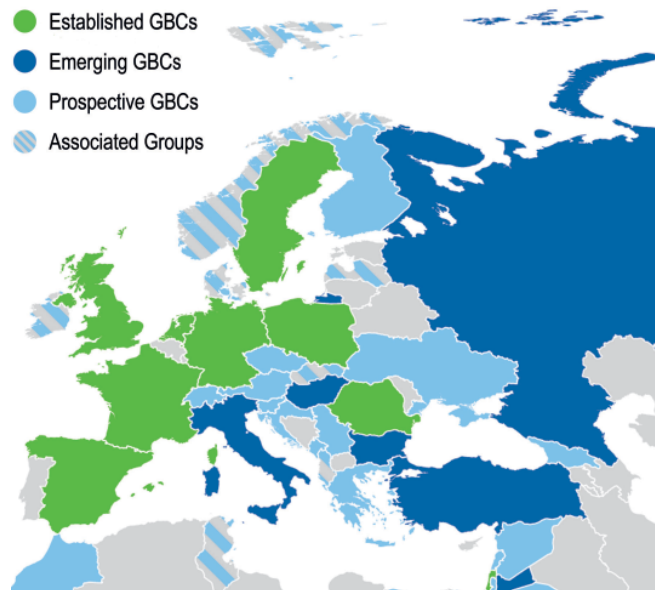 Established GBCs
Emerging GBCs
Prospective GBCs
Associated Groups